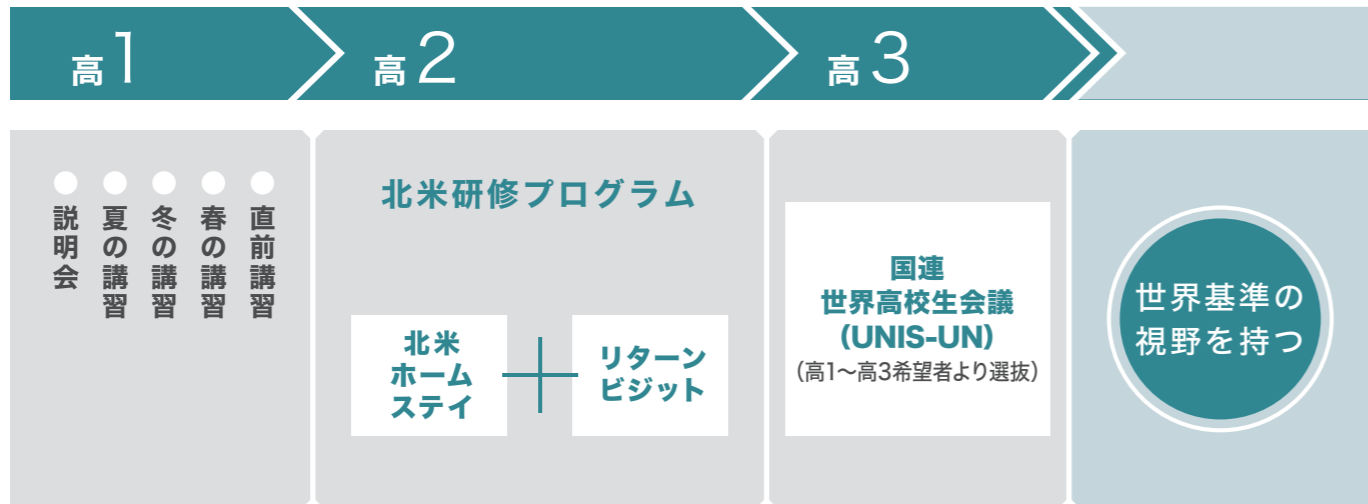 高1
高2
高3
説明会
夏の講習
冬の講習
春の講習
直前講習
北米研修プログラム
北米
ホーム
ステイ
リターン
ビジット
国連
世界高校生会議
(UNIS-UN)
(高1〜高3希望者より選抜)
世界基準の
視野を持つ